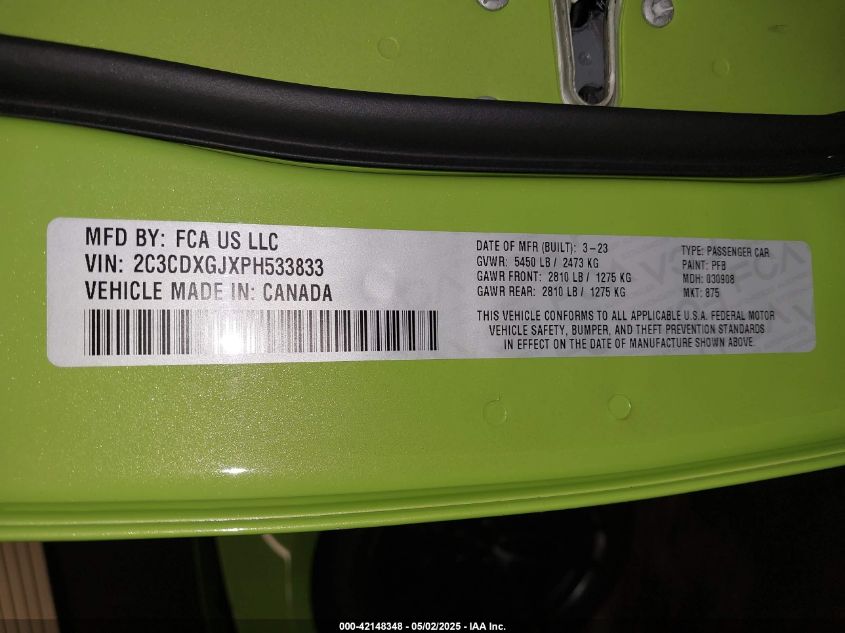 MFD BY: FCA US LLC
VIN: 2C3CDXGJXPH533833
VEHICLE MADE IN: CANADA
DATE OF MFR (BUILT): 3-23
GVWR: 5450 LB / 2473 KG
GAWR FRONT: 2810 LB / 1275 KG
GAWR REAR: 2810 LB / 1275 KG
TYPE: PASSENGER CAR
PAINT: PFB
MDH: 030908
MKT: 875
THIS VEHICLE CONFORMS TO ALL APPLICABLE U.S.A. FEDERAL MOTOR
VEHICLE SAFETY, BUMPER, AND THEFT PREVENTION STANDARDS
IN EFFECT ON THE DATE OF MANUFACTURE SHOWN ABOVE.
000-42148348 - 05/02/2025 - IAA Inc.